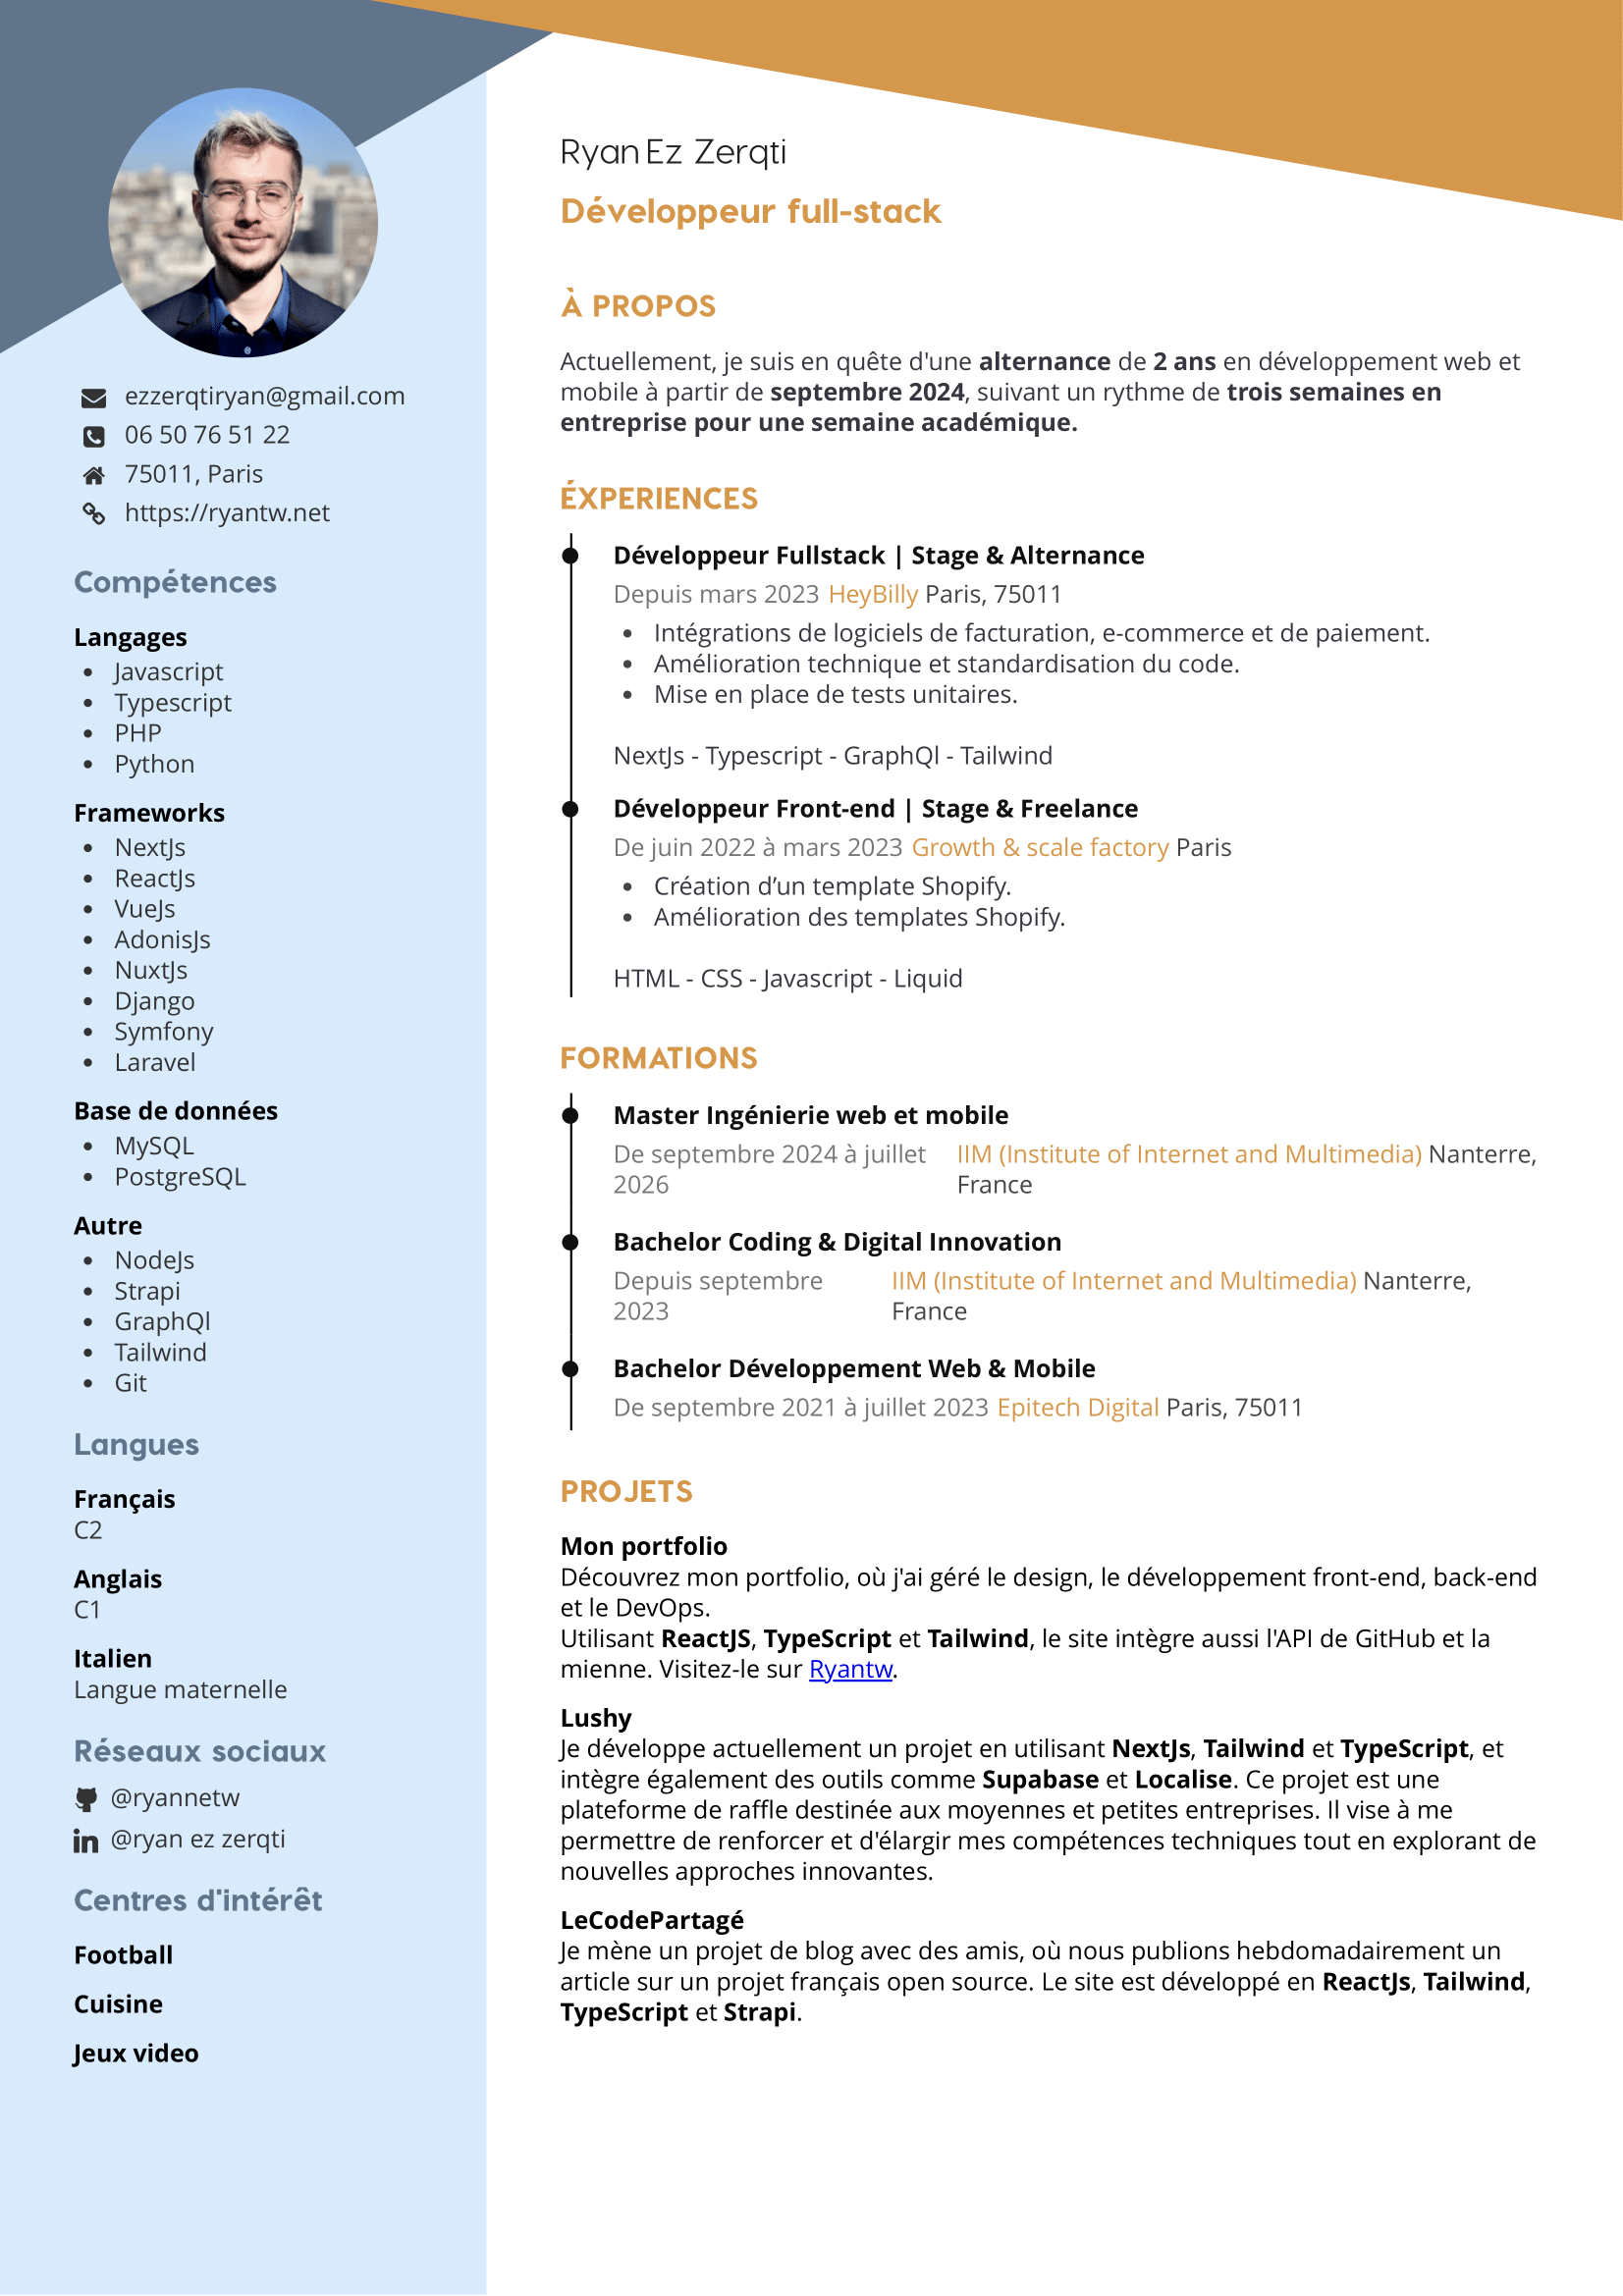 ezzerqtiryan@gmail.com
06 50 76 51 22
75011, Paris
https://ryantw.net
Compétences
Langages
• Javascript
• Typescript
• PHP
• Python
Frameworks
• NextJs
• ReactJs
• VueJs
• AdonisJs
• NuxtJs
• Django
• Symfony
• Laravel
Base de données
• MySQL
• PostgreSQL
Autre
• NodeJs
• Strapi
• GraphQl
• Tailwind
• Git
Langues
Français
C2
Anglais
C1
Italien
Langue maternelle
Réseaux sociaux
@ryannetw
@ryan ez zerqti
Centres d'intérêt
Football
Cuisine
Jeux video
Ryan Ez Zerqti
Développeur full-stack
À PROPOS
Actuellement, je suis en quête d'une alternance de 2 ans en développement web et
mobile à partir de septembre 2024, suivant un rythme de trois semaines en
entreprise pour une semaine académique.
ÉXPERIENCES
Développeur Fullstack | Stage & Alternance
Depuis mars 2023 HeyBilly Paris, 75011
• Intégrations de logiciels de facturation, e-commerce et de paiement.
• Amélioration technique et standardisation du code.
• Mise en place de tests unitaires.
NextJs - Typescript - GraphQl - Tailwind
Développeur Front-end | Stage & Freelance
De juin 2022 à mars 2023 Growth & scale factory Paris
• Création d’un template Shopify.
• Amélioration des templates Shopify.
HTML - CSS - Javascript - Liquid
FORMATIONS
Master Ingénierie web et mobile
De septembre 2024 à juillet 2026
IIM (Institute of Internet and Multimedia) Nanterre,
France
Bachelor Coding & Digital Innovation
Depuis septembre 2023
IIM (Institute of Internet and Multimedia) Nanterre,
France
Bachelor Développement Web & Mobile
De septembre 2021 à juillet 2023 Epitech Digital Paris, 75011
PROJETS
Mon portfolio
Découvrez mon portfolio, où j'ai géré le design, le développement front-end, back-end
et le DevOps.
Utilisant ReactJS, TypeScript et Tailwind, le site intègre aussi l'API de GitHub et la
mienne. Visitez-le sur Ryantw.
Lushy
Je développe actuellement un projet en utilisant NextJs, Tailwind et TypeScript, et
intègre également des outils comme Supabase et Localise. Ce projet est une
plateforme de raffle destinée aux moyennes et petites entreprises. Il vise à me
permettre de renforcer et d'élargir mes compétences techniques tout en explorant de
nouvelles approches innovantes.
LeCodePartagé
Je mène un projet de blog avec des amis, où nous publions hebdomadairement un
article sur un projet français open source. Le site est développé en ReactJs, Tailwind,
TypeScript et Strapi.